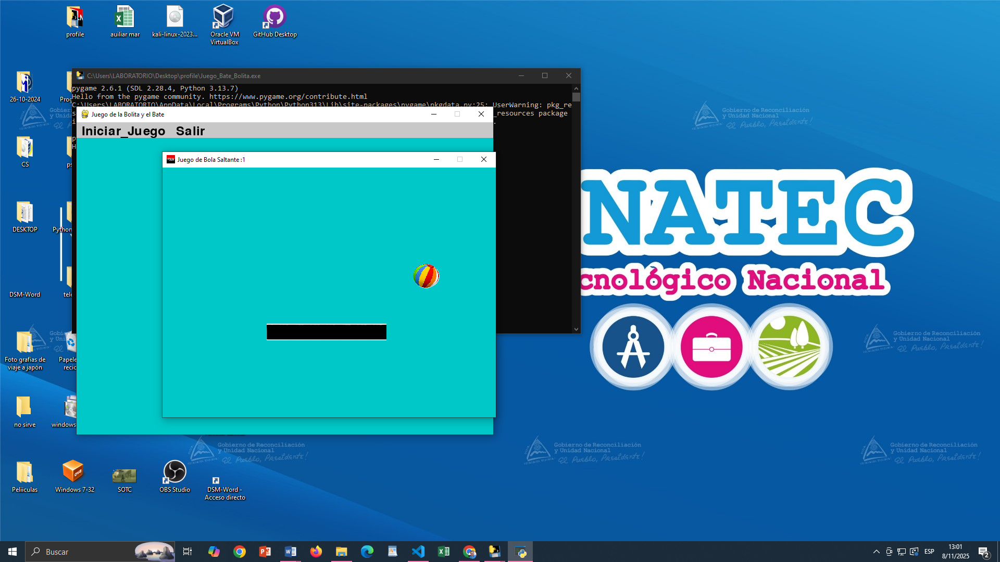 profile
auiliar mar
kali-linux-2023...
Oracle VM
VirtualBox
GitHub Desktop
C:\Users\LABORATORIO\Desktop\profile\Juego_Bate_Bolita.exe
pygame 2.6.1 (SDL 2.28.4, Python 3.13.7)
Hello from the pygame community. https://www.pygame.org/contribute.html
C:\Users\LABORATORIO\AppData\Local\Programs\Python\Python313\Lib\site-packages\pygame\pkgdata.py:25: UserWarning: pkg_re
_resources package
Juego de la Bolita y el Bate
Iniciar_Juego Salir
Juego de Bola Saltante :1
26-10-2024
Prog
CS
ps
DESKTOP
Python
DSM-Word
tele
Foto grafias de
viaje a japón
Papele
reci
no sirve
windows
Peliiculas
Windows 7-32
SOTC
OBS Studio
DSM-Word -
Acceso directo
NATEC
cnológico Nacional
Gobierno de Reconciliación
y Unidad Nacional
El Pueblo, Presidente!
Gobierno de Reconciliación
y Unidad Nacional
El Pueblo, Presidente!
Gobierno de Reconciliación
y Unidad Nacional
El Pueblo, Presidente!
Gobierno de Reconciliación
y Unidad Nacional
El Pueblo, Presidente!
Gobierno de Reconciliación
y Unidad Nacional
El Pueblo, Presidente!
Buscar
ESP
13:01
8/11/2025
2